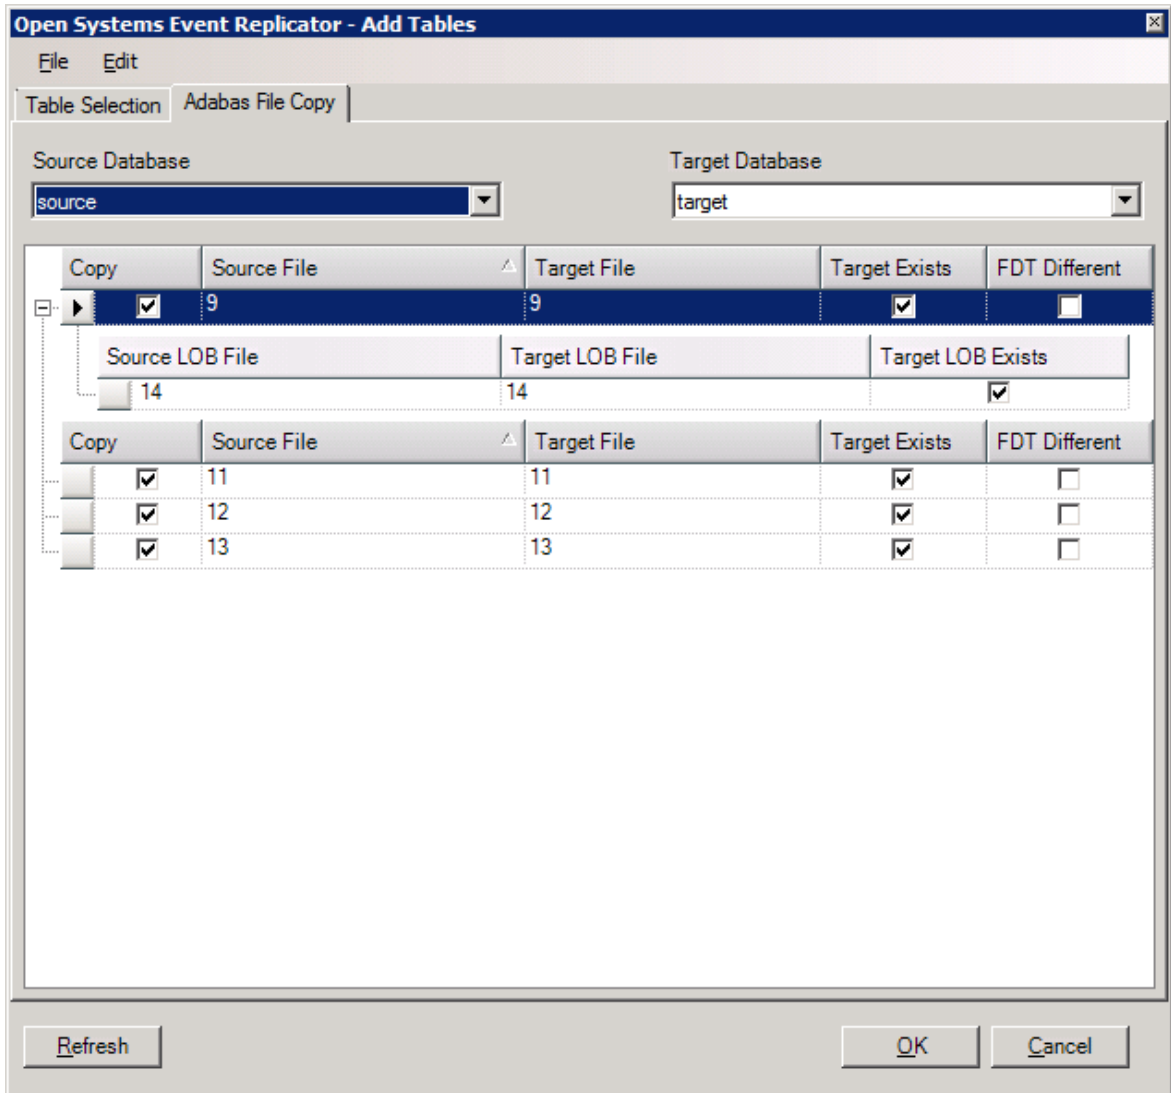 Open Systems Event Replicator - Add Tables
File Edit
Table Selection Adabas File Copy
Source Database Target Database
source target
Copy Source File Target File Target Exists FDT Different
9 9
Source LOB File Target LOB File Target LOB Exists
14 14
Copy Source File Target File Target Exists FDT Different
11 11
12 12
13 13
Refresh OK Cancel